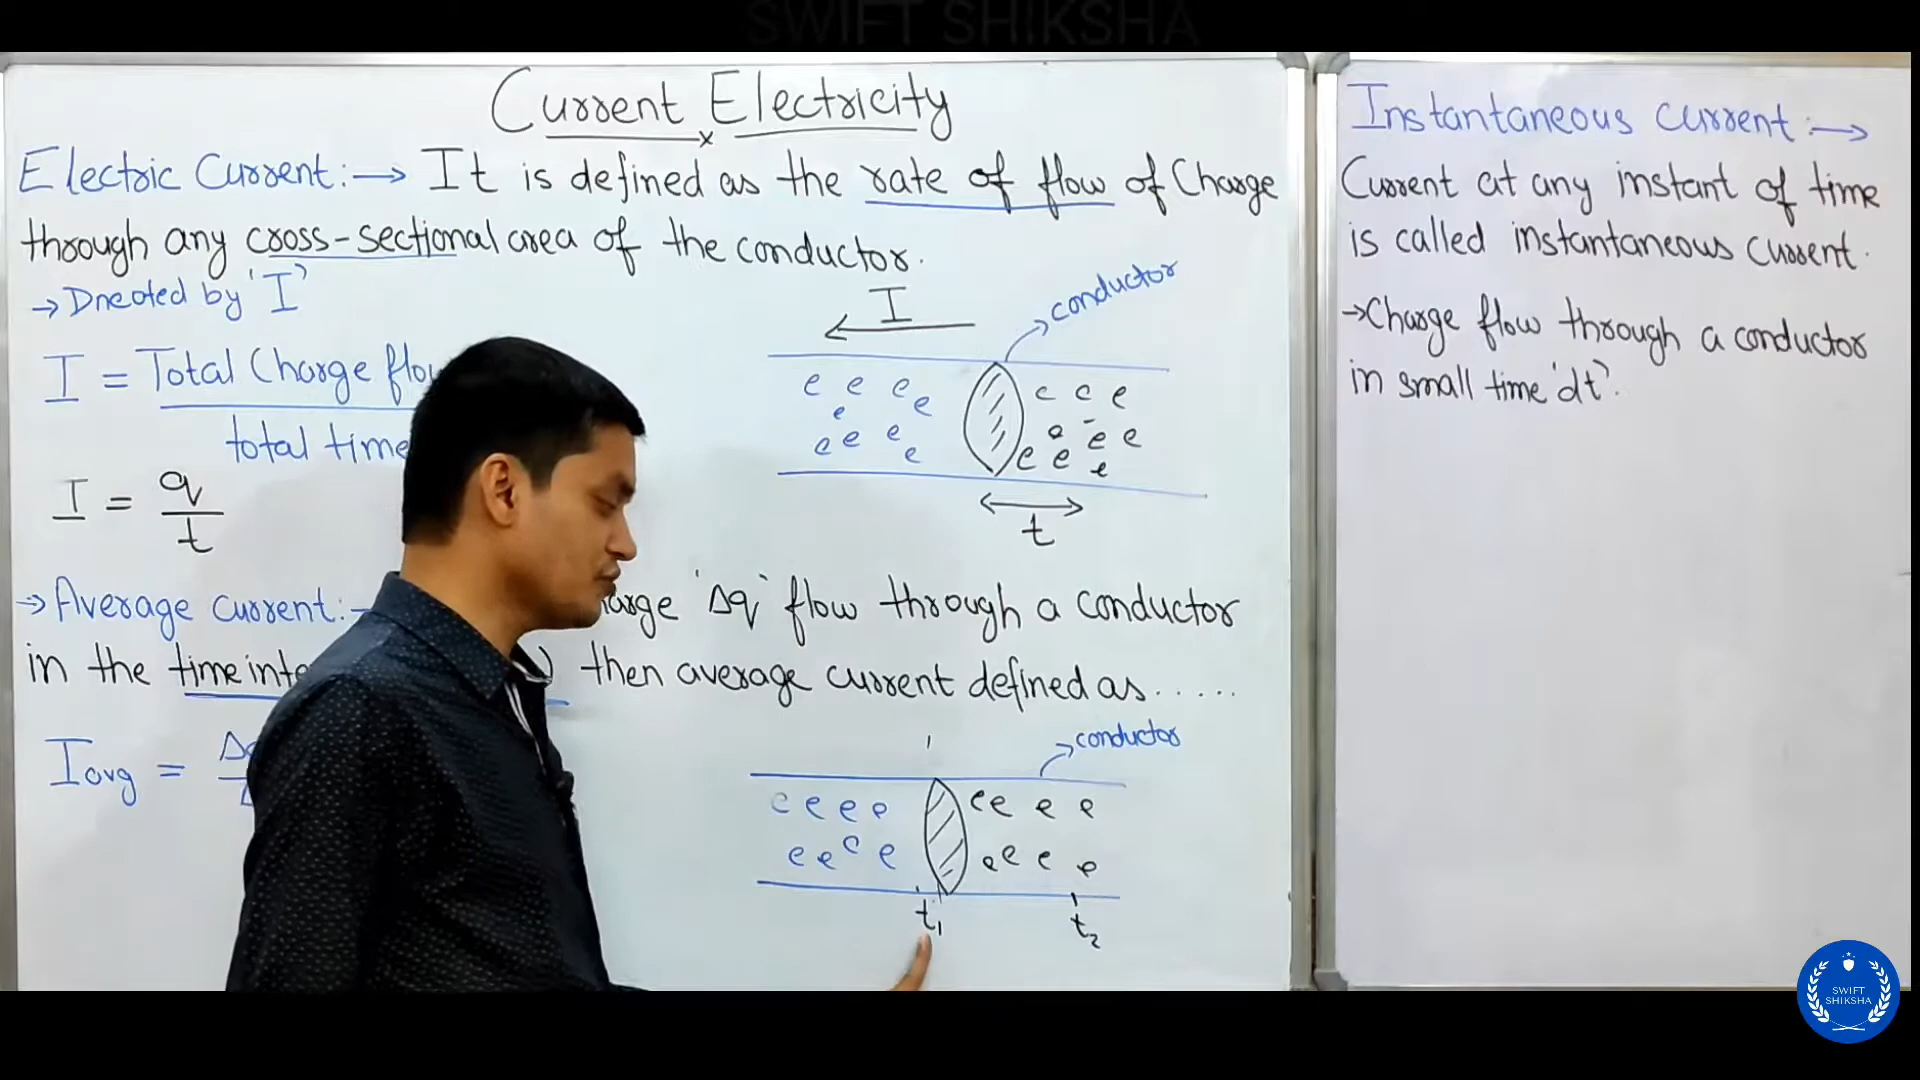 SWIFT SHIKSHA
Current Electricity
Electric Current:→ It is defined as the rate of flow of Charge
through any cross-sectional area of the conductor.
→ Dneoted by 'I'
I = Total Charge flo
total time
I = q/t
I
conductor
e e e e
e
e e e e
c c e
e e e
e e e
t
→ Average current:-
harge 'Δq' flow through a conductor
in the time inte
then average current defined as.....
Iavg =
conductor
e e e e
e e e e
e e e e
e e e e
t₁
t₂
Instantaneous current:→
Current at any instant of time
is called instantaneous current.
→Charge flow through a conductor
in small time 'dt'.
SWIFT
SHIKSHA